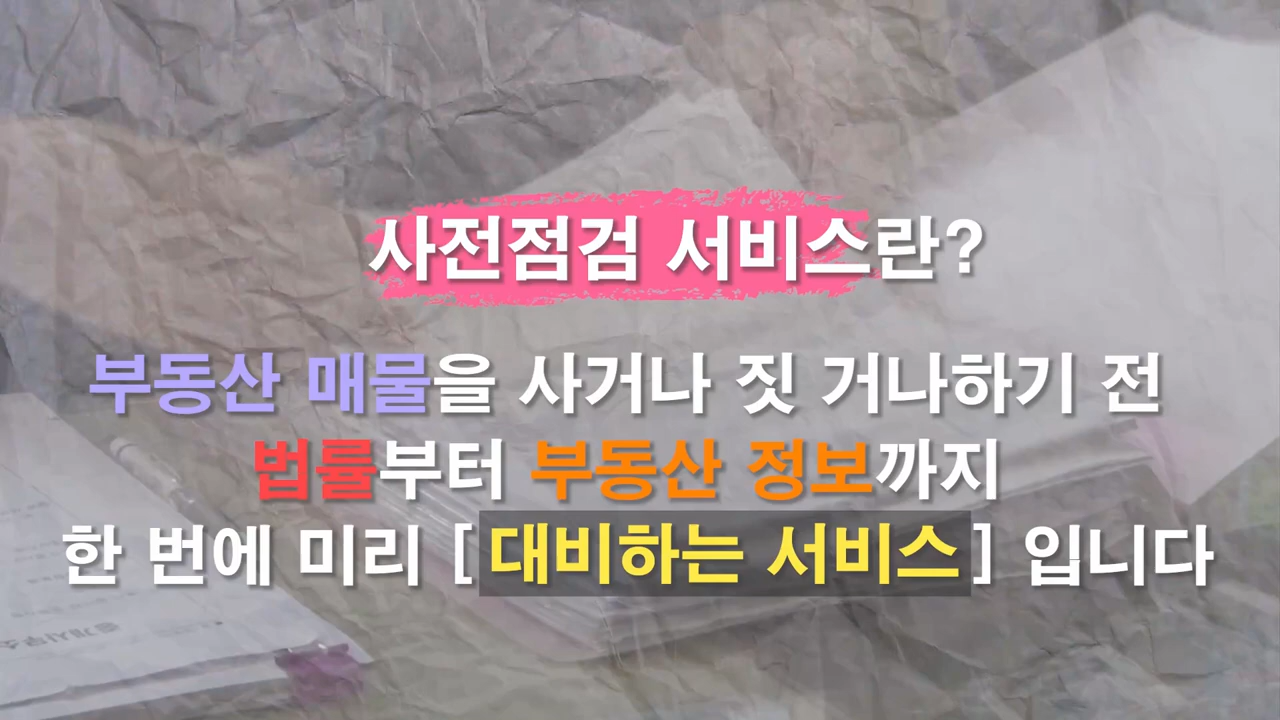 사전점검 서비스란?
부동산 매물을 사거나 짓 거나하기 전
법률부터 부동산 정보까지
한 번에 미리 [대비하는 서비스] 입니다